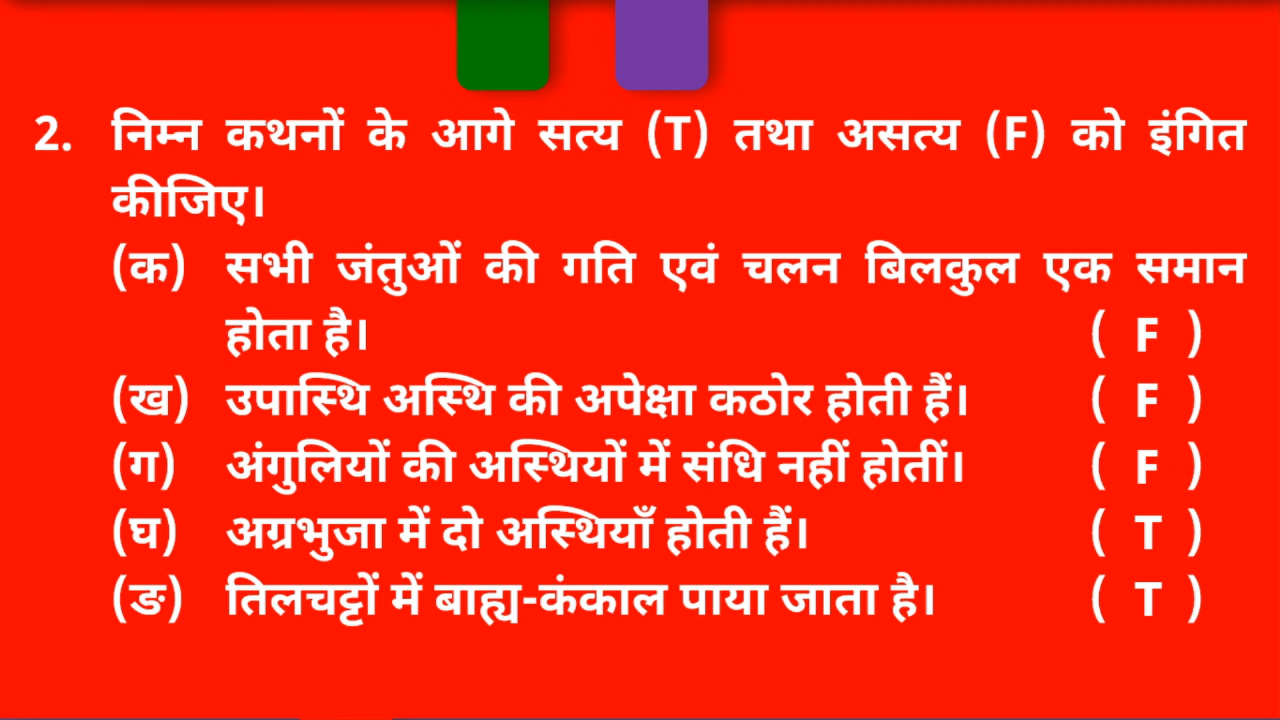 2. निम्न कथनों के आगे सत्य (T) तथा असत्य (F) को इंगित
कीजिए।
(क) सभी जंतुओं की गति एवं चलन बिलकुल एक समान
होता है। ( F )
(ख) उपास्थि अस्थि की अपेक्षा कठोर होती हैं। ( F )
(ग) अंगुलियों की अस्थियों में संधि नहीं होतीं। ( F )
(घ) अग्रभुजा में दो अस्थियाँ होती हैं। ( T )
(ङ) तिलचट्टों में बाह्य-कंकाल पाया जाता है। ( T )